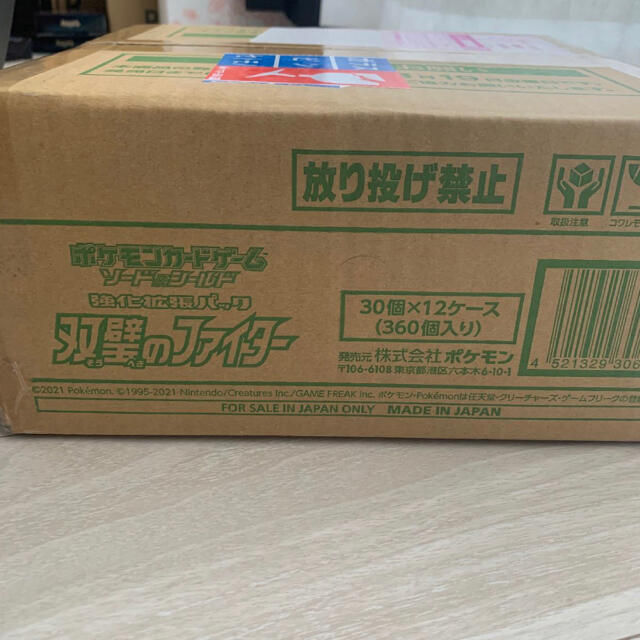 放り投げ禁止
取扱注意
コワレモ
ポケモンカードゲーム
ソード&シールド
強化拡張パック
双璧のファイター
30個×12ケース
(360個入り)
発売元 株式会社 ポケモン
〒106-6108 東京都港区六本木6-10-1
4 521329 306
©2021 Pokémon. ©1995-2021 Nintendo/Creatures Inc./GAME FREAK inc. ポケモン・Pokémonは任天堂・クリーチャーズ・ゲームフリークの登録
FOR SALE IN JAPAN ONLY MADE IN JAPAN